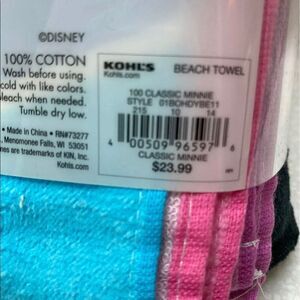 ©DISNEY
100% COTTON
Wash before using.
cold with like colors.
bleach when needed.
Tumble dry low.
• Made in China • RN#73277
, Menomonee Falls, WI 53051
nes are trademarks of KIN, Inc.
Kohls.com
KOHL'S BEACH TOWEL
Kohls.com
100 CLASSIC MINNIE
STYLE 01BOHDYBE11
215 10 14
4 00509 96597 6
CLASSIC MINNIE
$23.99